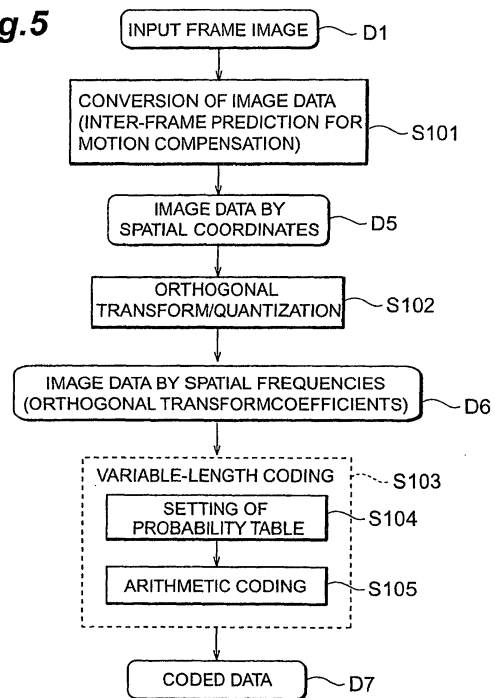 g.5
INPUT FRAME IMAGE
D1
CONVERSION OF IMAGE DATA
(INTER-FRAME PREDICTION FOR
MOTION COMPENSATION)
S101
IMAGE DATA BY
SPATIAL COORDINATES
D5
ORTHOGONAL
TRANSFORM/QUANTIZATION
S102
IMAGE DATA BY SPATIAL FREQUENCIES
(ORTHOGONAL TRANSFORMCOEFFICIENTS)
D6
VARIABLE-LENGTH CODING
S103
SETTING OF
PROBABILITY TABLE
S104
ARITHMETIC CODING
S105
CODED DATA
D7